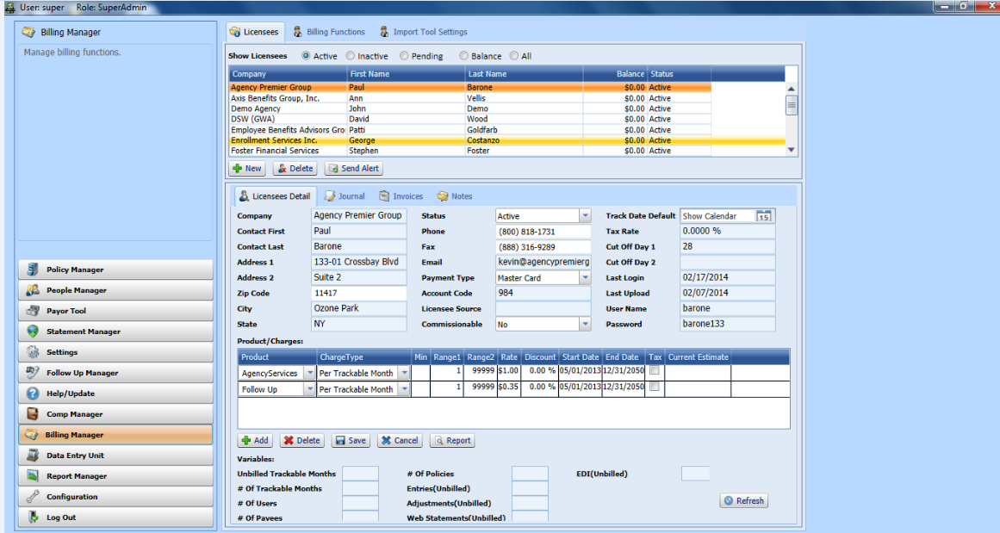 User: super Role: SuperAdmin
Billing Manager
Manage billing functions.
Policy Manager
People Manager
Payor Tool
Statement Manager
Settings
Follow Up Manager
Help/Update
Comp Manager
Billing Manager
Data Entry Unit
Report Manager
Configuration
Log Out
Licensees Billing Functions Import Tool Settings
Show Licensees Active Inactive Pending Balance All
Company First Name Last Name Balance Status
Agency Premier Group Paul Barone $0.00 Active
Axis Benefits Group, Inc. Ann Vellis $0.00 Active
Demo Agency John Demo $0.00 Active
DSW (GWA) David Wood $0.00 Active
Employee Benefits Advisors Gro Patti Goldfarb $0.00 Active
Enrollment Services Inc. George Costanzo $0.00 Active
Foster Financial Services Stephen Foster $0.00 Active
New Delete Send Alert
Licensees Detail Journal Invoices Notes
Company Agency Premier Group Status Active Track Date Default Show Calendar 15
Contact First Paul Phone (800) 818-1731 Tax Rate 0.0000 %
Contact Last Barone Fax (888) 316-9289 Cut Off Day 1 28
Address 1 133-01 Crossbay Blvd Email kevin@agencypremierg Cut Off Day 2
Address 2 Suite 2 Payment Type Master Card Last Login 02/17/2014
Zip Code 11417 Account Code 984 Last Upload 02/07/2014
City Ozone Park Licensee Source User Name barone
State NY Commissionable No Password barone133
Product/Charges:
Product ChargeType Min Range1 Range2 Rate Discount Start Date End Date Tax Current Estimate
AgencyServices Per Trackable Month 1 99999 $1.00 0.00 % 05/01/2013 12/31/2050
Follow Up Per Trackable Month 1 99999 $0.35 0.00 % 05/01/2013 12/31/2050
Add Delete Save Cancel Report
Variables:
Unbilled Trackable Months # Of Policies EDI(Unbilled)
# Of Trackable Months Entries(Unbilled)
# Of Users Adjustments(Unbilled) Refresh
# Of Payees Web Statements(Unbilled)